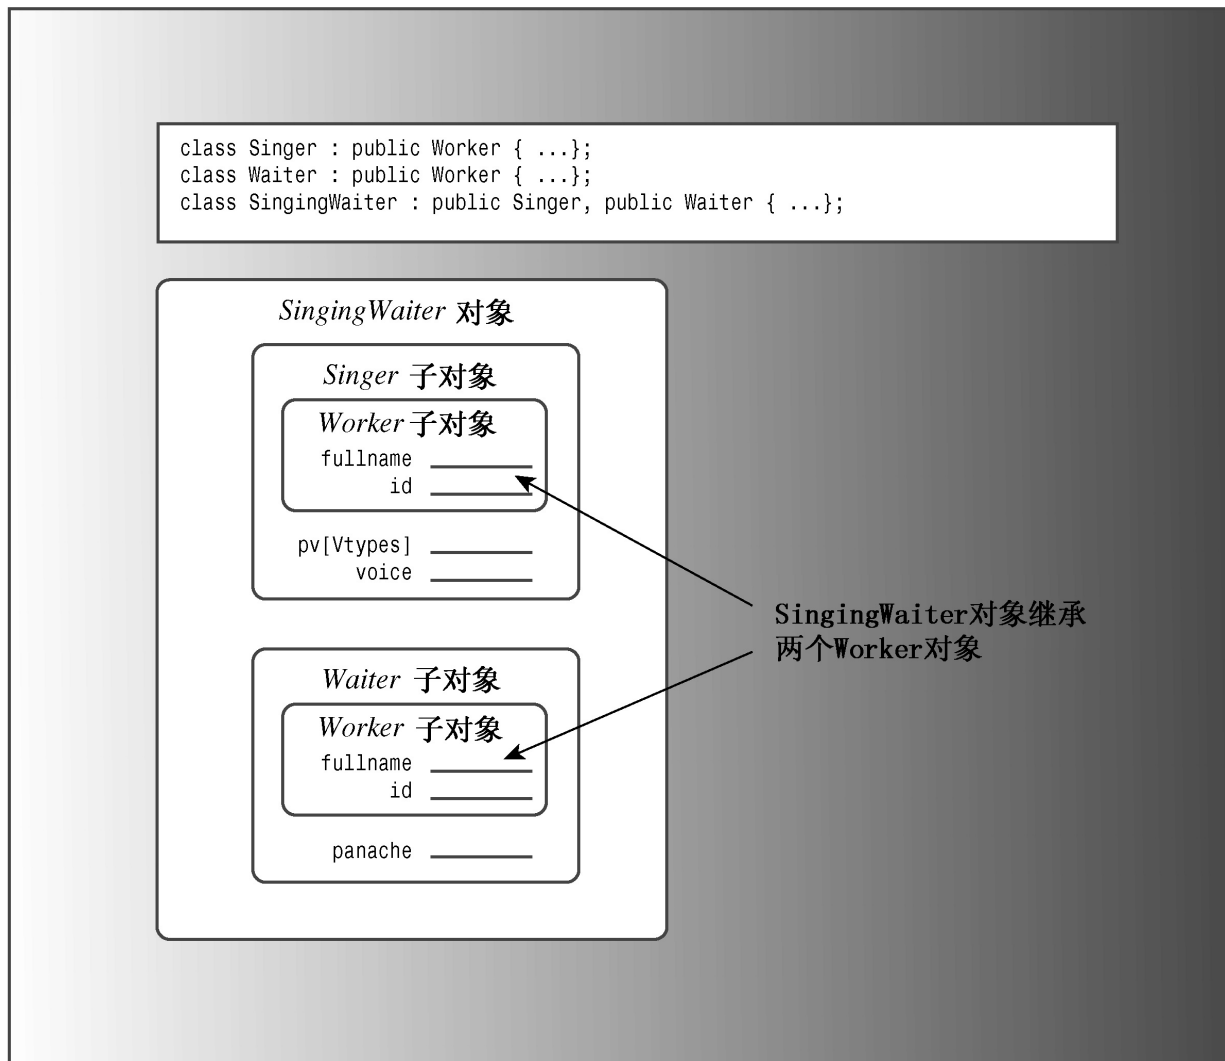 class Singer : public Worker { ...};
class Waiter : public Worker { ...};
class SingingWaiter : public Singer, public Waiter { ...};
SingingWaiter 对象
Singer 子对象
Worker 子对象
fullname
id
pv[Vtypes]
voice
SingingWaiter对象继承
两个Worker对象
Waiter 子对象
Worker 子对象
fullname
id
panache